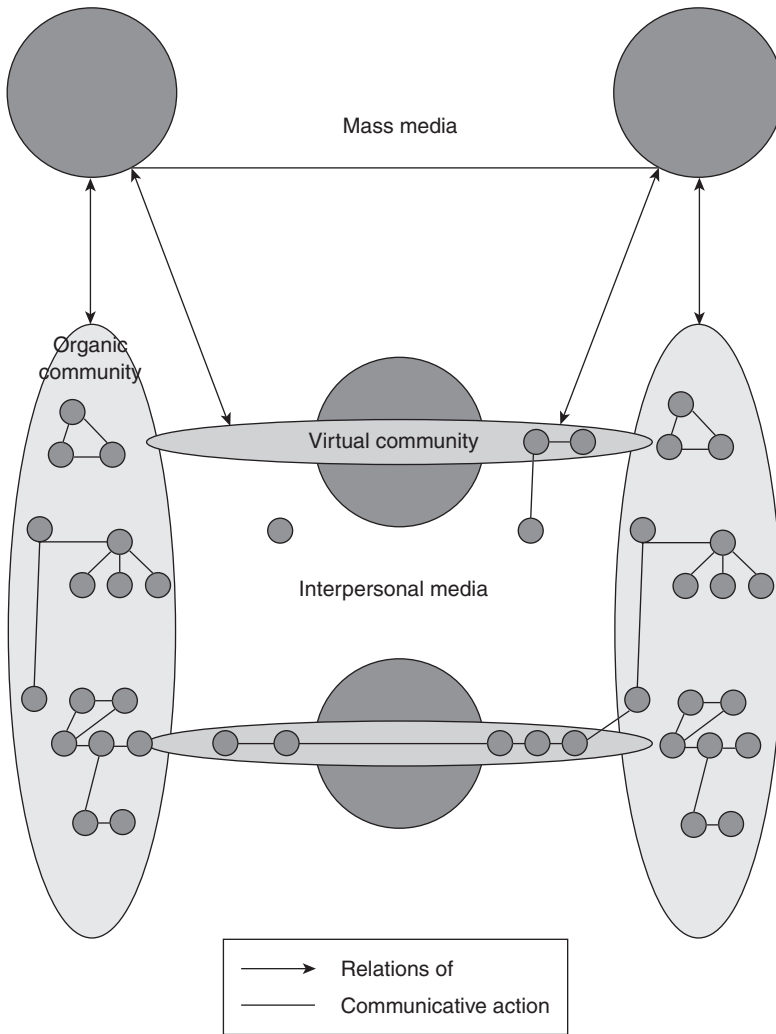 Mass media
Organic
community
Virtual community
Interpersonal media
Relations of
Communicative action